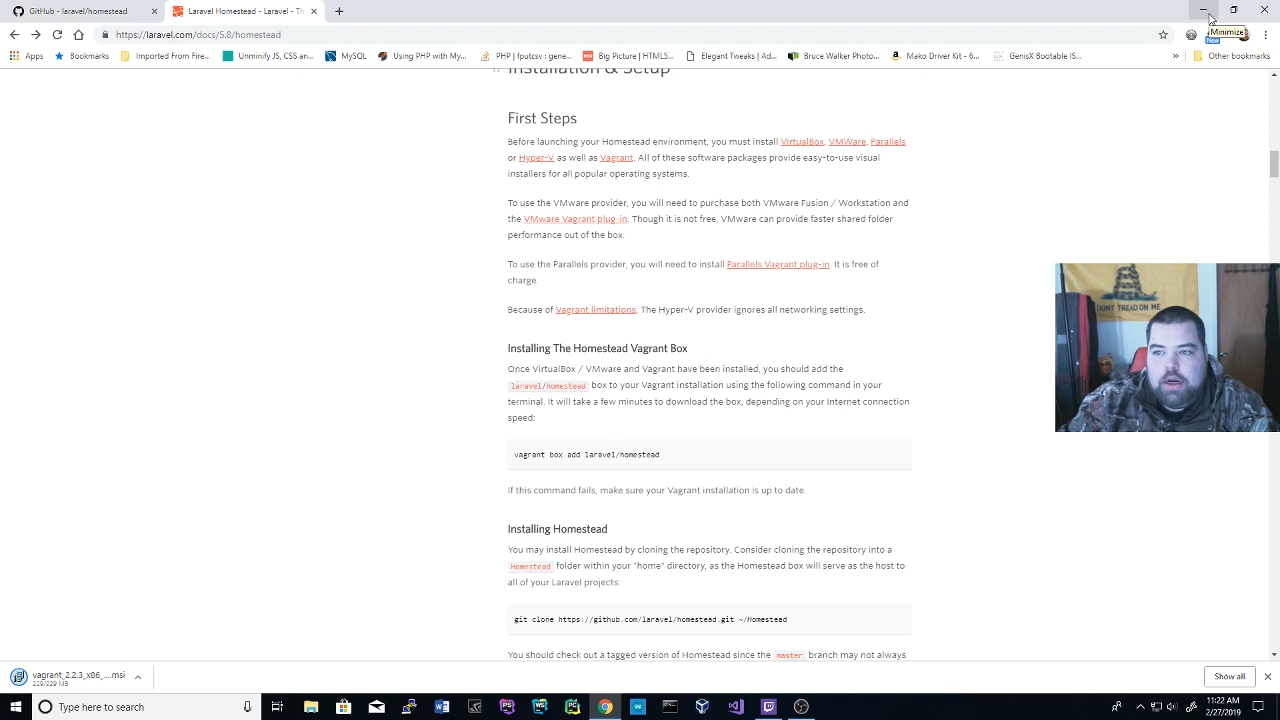 GitHub - laravel/homestead
Laravel Homestead - Laravel - Th
Minimize
https://laravel.com/docs/5.8/homestead
New
Apps
Bookmarks
Imported From Fire...
Unminify JS, CSS an...
MySQL
Using PHP with My...
PHP | fputcsv : gene...
Big Picture | HTML5...
Elegant Tweaks | Ad...
Bruce Walker Photo...
Mako Driver Kit - 6...
GemsX Bootable IS...
»
Other bookmarks
Installation & Setup
First Steps
Before launching your Homestead environment, you must install VirtualBox, VMWare, Parallels
or Hyper-V as well as Vagrant. All of these software packages provide easy-to-use visual
installers for all popular operating systems.
To use the VMware provider, you will need to purchase both VMware Fusion / Workstation and
the VMware Vagrant plug-in. Though it is not free, VMware can provide faster shared folder
performance out of the box.
To use the Parallels provider, you will need to install Parallels Vagrant plug-in. It is free of
charge.
Because of Vagrant limitations, The Hyper-V provider ignores all networking settings.
DONT TREAD ON ME
Installing The Homestead Vagrant Box
Once VirtualBox / VMware and Vagrant have been installed, you should add the
laravel/homestead box to your Vagrant installation using the following command in your
terminal. It will take a few minutes to download the box, depending on your Internet connection
speed:
vagrant box add laravel/homestead
If this command fails, make sure your Vagrant installation is up to date.
Installing Homestead
You may install Homestead by cloning the repository. Consider cloning the repository into a
Homestead folder within your "home" directory, as the Homestead box will serve as the host to
all of your Laravel projects:
git clone https://github.com/laravel/homestead.git ~/Homestead
You should check out a tagged version of Homestead since the master branch may not always
vagrant_2.2.3_x86_....msi
229/229 MB
Show all
Type here to search
11:22 AM
2/27/2019